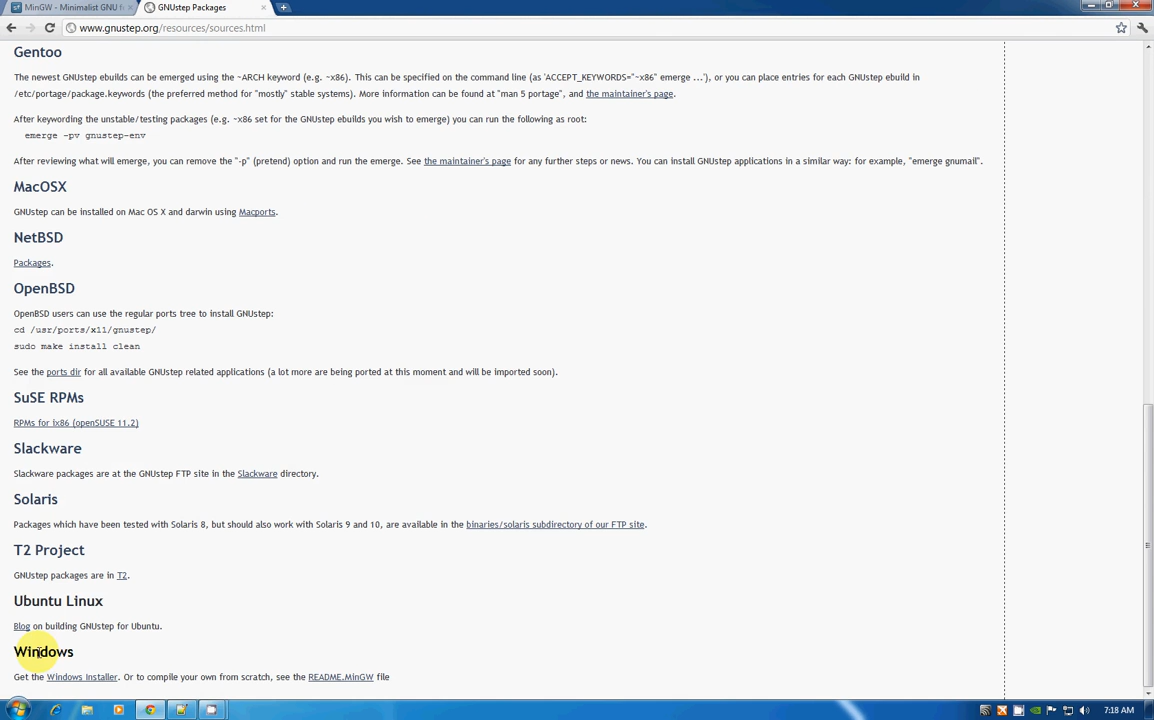 MinGW - Minimalist GNU f
GNUstep Packages
www.gnustep.org/resources/sources.html
Gentoo
The newest GNUstep ebuilds can be emerged using the ~ARCH keyword (e.g. ~x86). This can be specified on the command line (as 'ACCEPT_KEYWORDS="~x86" emerge ...'), or you can place entries for each GNUstep ebuild in
/etc/portage/package.keywords (the preferred method for "mostly" stable systems). More information can be found at "man 5 portage", and the maintainer's page.
After keywording the unstable/testing packages (e.g. ~x86 set for the GNUstep ebuilds you wish to emerge) you can run the following as root:
emerge -pv gnustep-env
After reviewing what will emerge, you can remove the "-p" (pretend) option and run the emerge. See the maintainer's page for any further steps or news. You can install GNUstep applications in a similar way: for example, "emerge gnumail".
MacOSX
GNUstep can be installed on Mac OS X and darwin using Macports.
NetBSD
Packages.
OpenBSD
OpenBSD users can use the regular ports tree to install GNUstep:
cd /usr/ports/x11/gnustep/
sudo make install clean
See the ports dir for all available GNUstep related applications (a lot more are being ported at this moment and will be imported soon).
SuSE RPMs
RPMs for ix86 (openSUSE 11.2)
Slackware
Slackware packages are at the GNUstep FTP site in the Slackware directory.
Solaris
Packages which have been tested with Solaris 8, but should also work with Solaris 9 and 10, are available in the binaries/solaris subdirectory of our FTP site.
T2 Project
GNUstep packages are in T2.
Ubuntu Linux
Blog on building GNUstep for Ubuntu.
Windows
Get the Windows Installer. Or to compile your own from scratch, see the README.MinGW file
7:18 AM